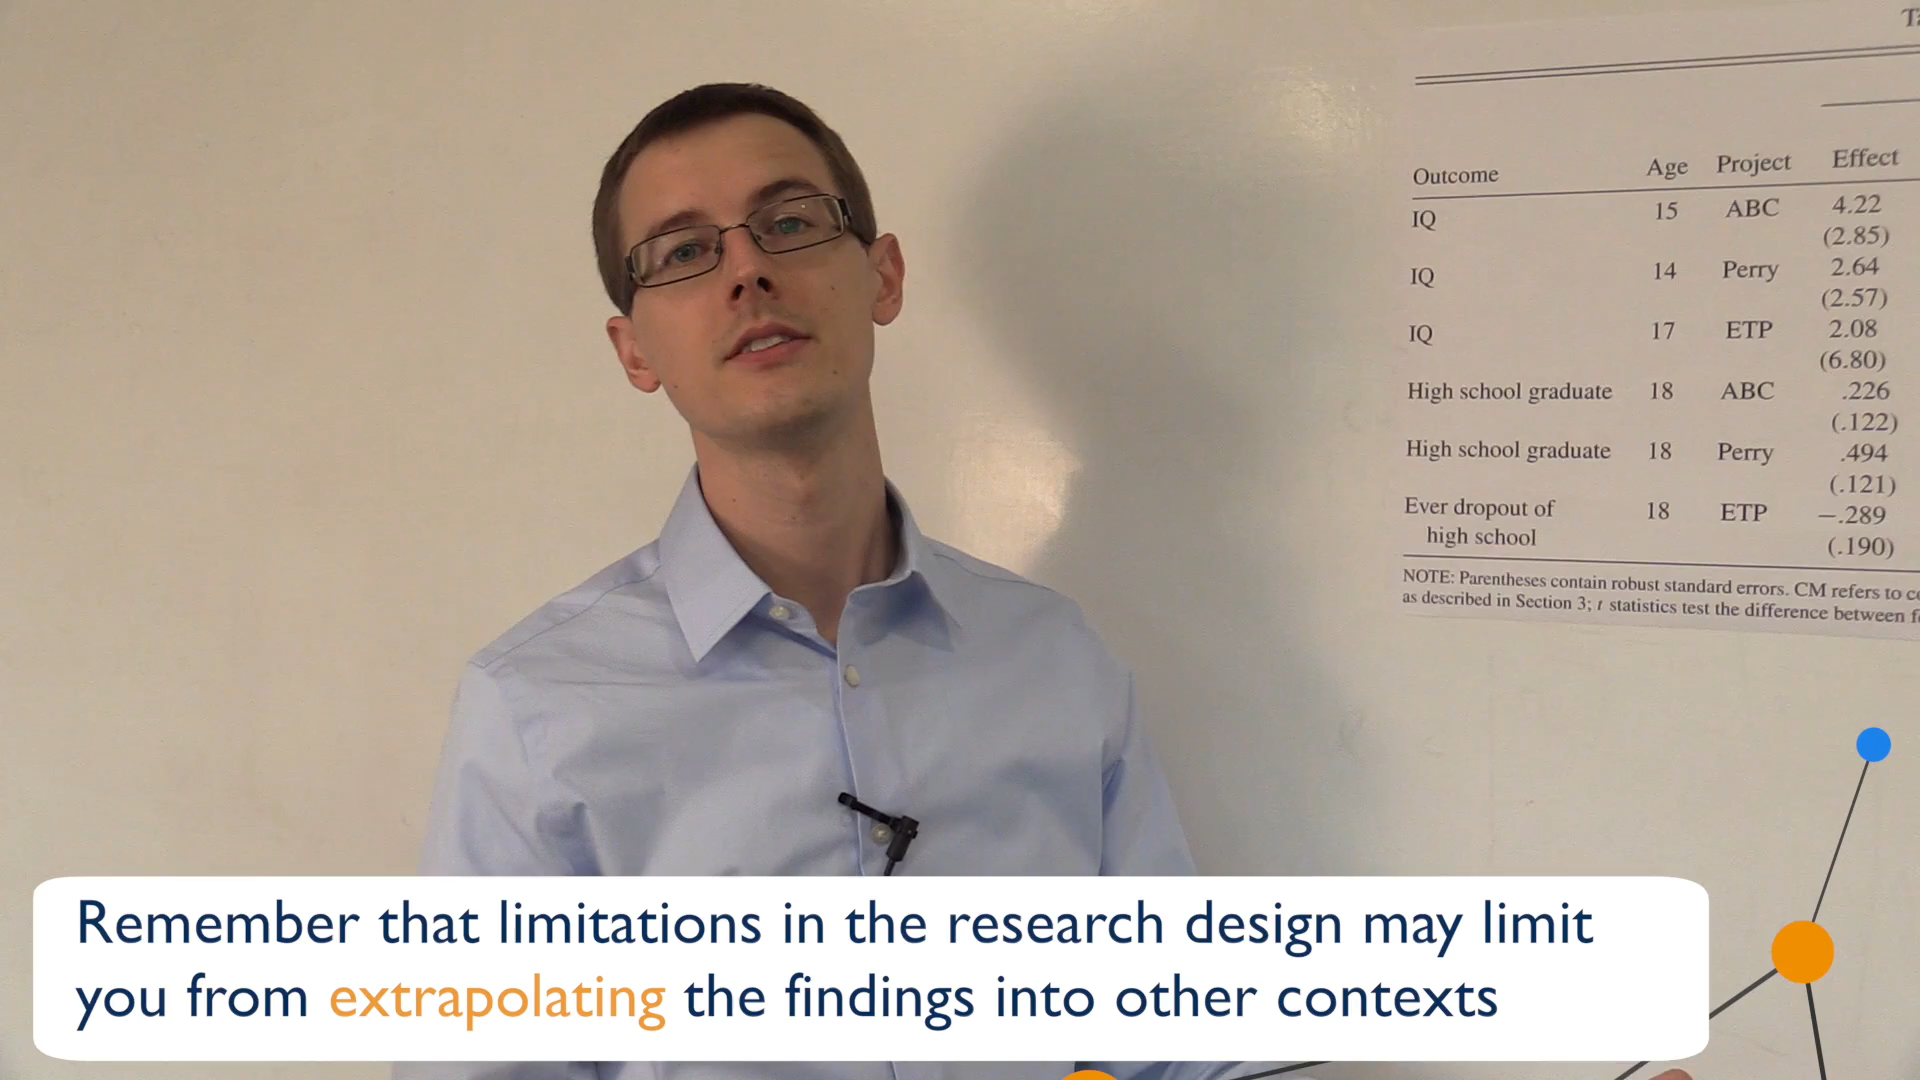 Outcome Age Project Effect
IQ 15 ABC 4.22
(2.85)
IQ 14 Perry 2.64
(2.57)
IQ 17 ETP 2.08
(6.80)
High school graduate 18 ABC .226
(.122)
High school graduate 18 Perry .494
(.121)
Ever dropout of 18 ETP –.289
high school (.190)
NOTE: Parentheses contain robust standard errors. CM refers to
as described in Section 3; t statistics test the difference between
Remember that limitations in the research design may limit
you from extrapolating the findings into other contexts